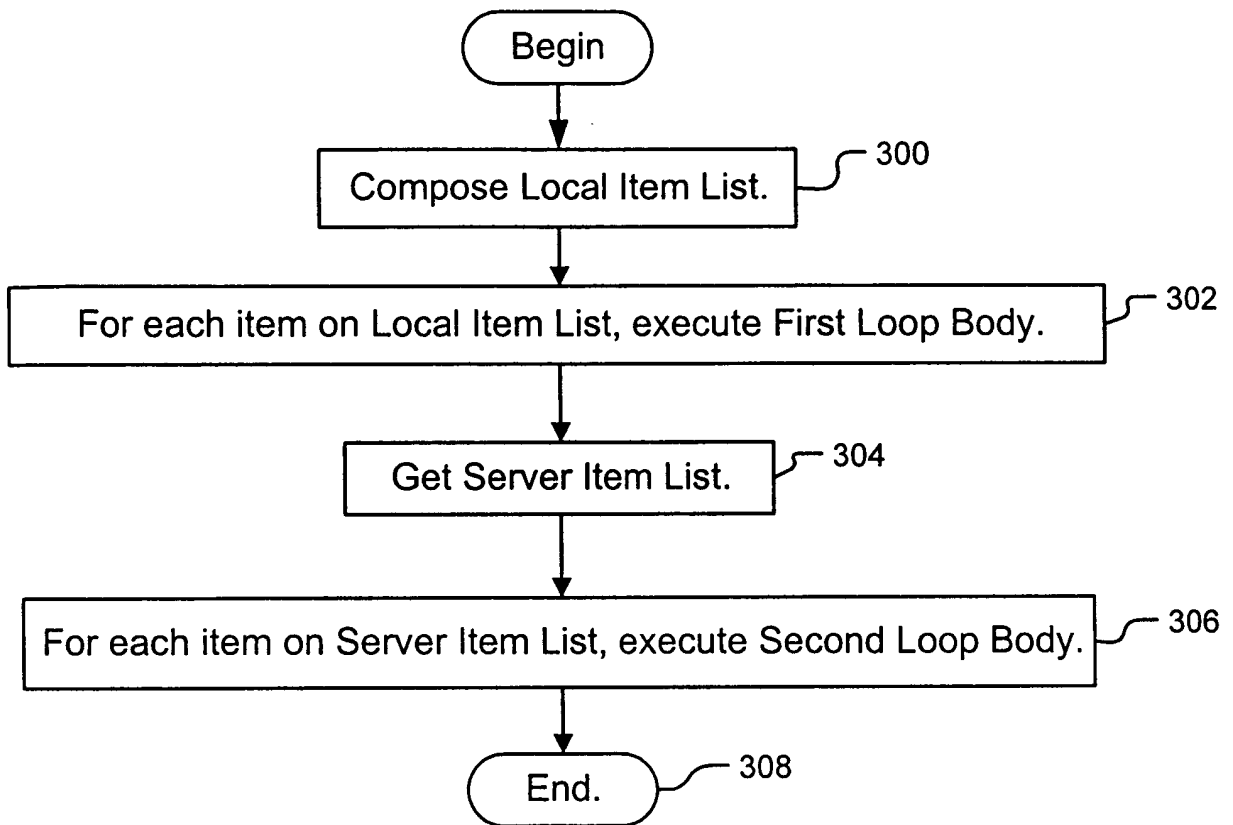 Begin
Compose Local Item List.
300
For each item on Local Item List, execute First Loop Body.
302
Get Server Item List.
304
For each item on Server Item List, execute Second Loop Body.
306
End.
308